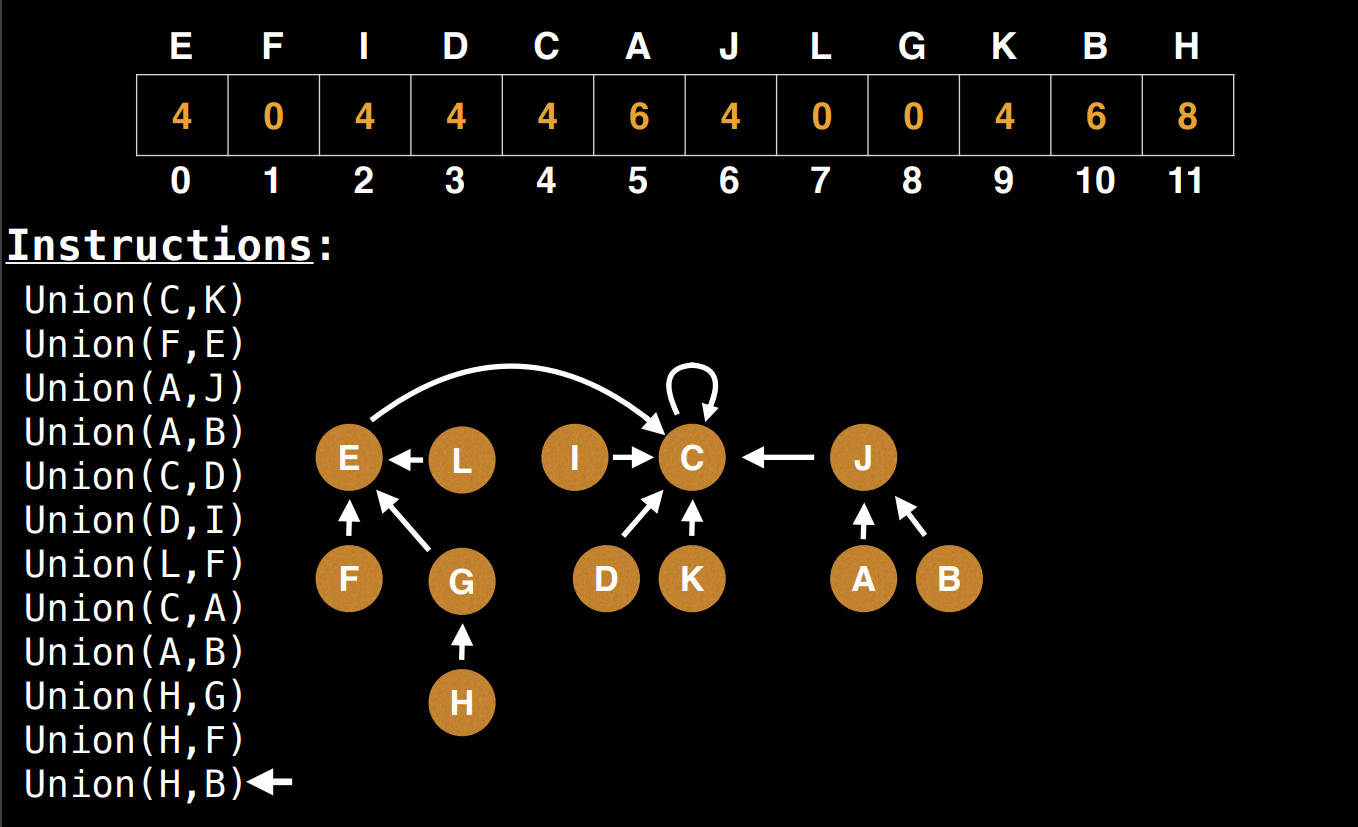 E F I D C A J L G K B H
4 0 4 4 4 6 4 0 0 4 6 8
0 1 2 3 4 5 6 7 8 9 10 11
Instructions:
Union(C,K)
Union(F,E)
Union(A,J)
Union(A,B)
Union(C,D)
Union(D,I)
Union(L,F)
Union(C,A)
Union(A,B)
Union(H,G)
Union(H,F)
Union(H,B)
E L I C J
F G D K A B
H